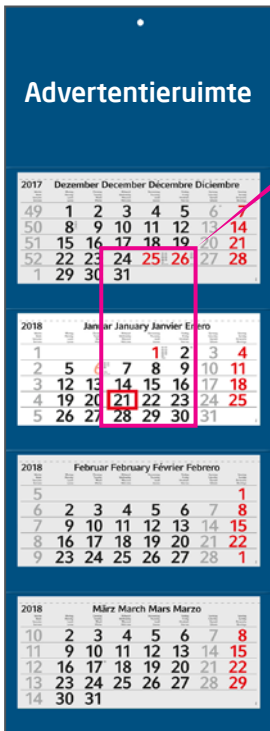 Advertentieruimte
2017 Dezember December Décembre Diciembre
49 1 2 3 4 5 6 7
50 8 9 10 11 12 13 14
51 15 16 17 18 19 20 21
52 22 23 24 25 26 27 28
1 29 30 31
2018 Januar January Janvier Enero
1 1 2 3 4
2 5 6 7 8 9 10 11
3 12 13 14 15 16 17 18
4 19 20 21 22 23 24 25
5 26 27 28 29 30 31
2018 Februar February Février Febrero
5 1
6 2 3 4 5 6 7 8
7 9 10 11 12 13 14 15
8 16 17 18 19 20 21 22
9 23 24 25 26 27 28 1
2018 März March Mars Marzo
10 2 3 4 5 6 7 8
11 9 10 11 12 13 14 15
12 16 17 18 19 20 21 22
13 23 24 25 26 27 28 29
14 30 31